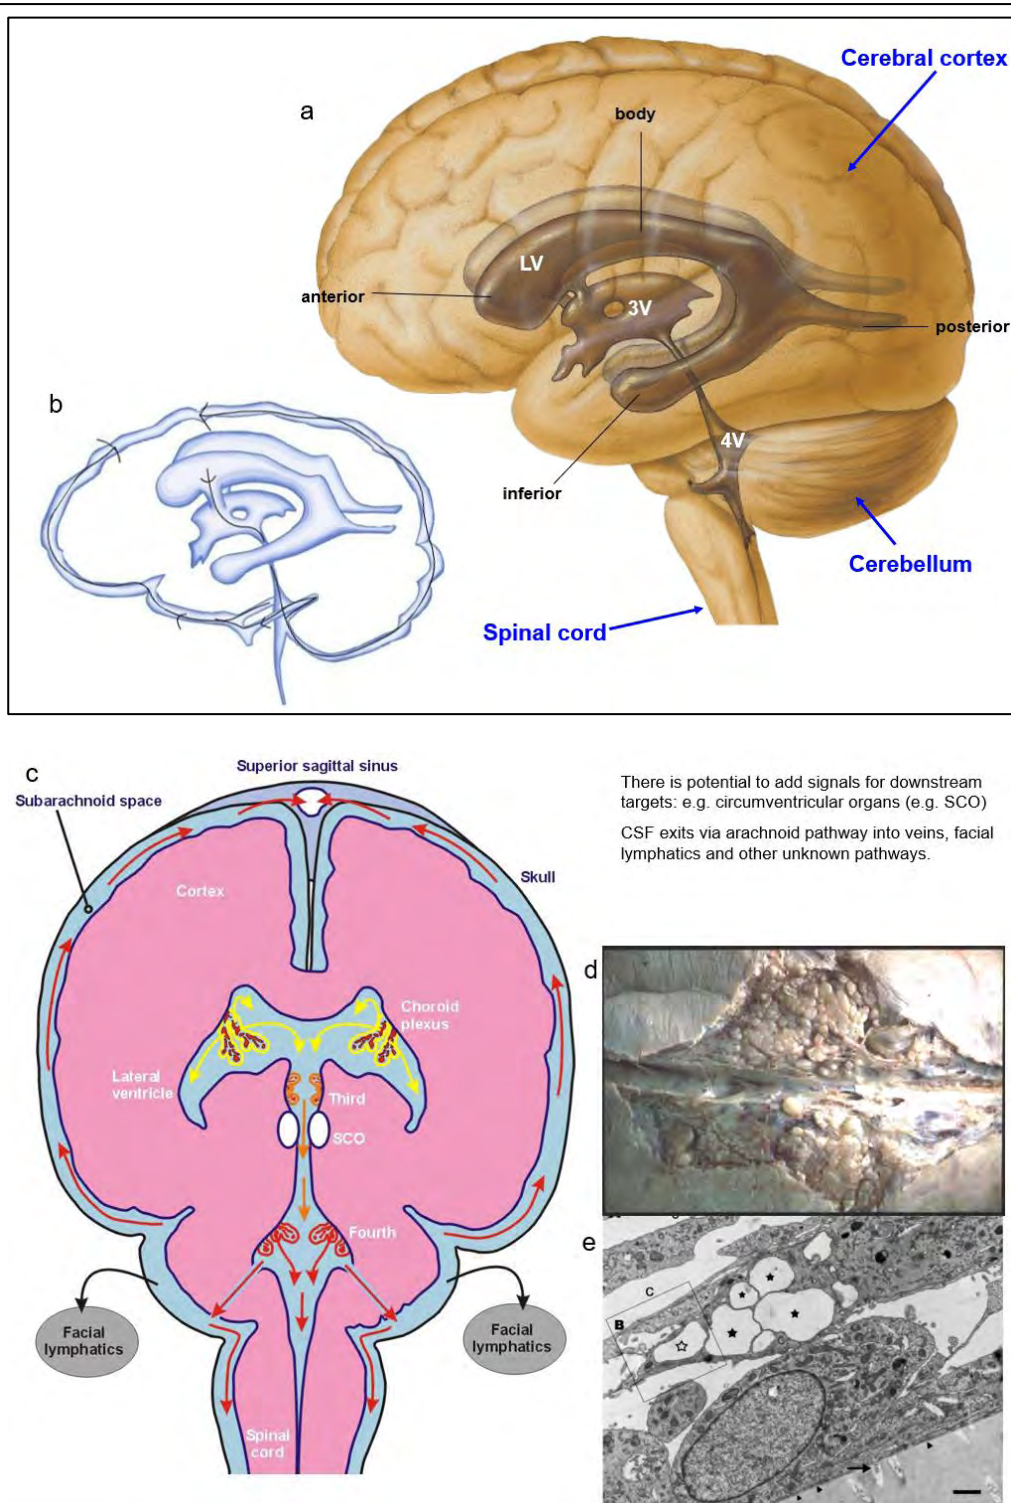 a
Cerebral cortex
body
LV
anterior
3V
posterior
b
4V
inferior
Cerebellum
Spinal cord
c
Superior sagittal sinus
Subarachnoid space
Skull
Cortex
Choroid
plexus
Lateral
ventricle
Third
SCO
Fourth
Facial
lymphatics
Facial
lymphatics
Spinal
cord
There is potential to add signals for downstream
targets: e.g. circumventricular organs (e.g. SCO)
CSF exits via arachnoid pathway into veins, facial
lymphatics and other unknown pathways.
d
e
C
B